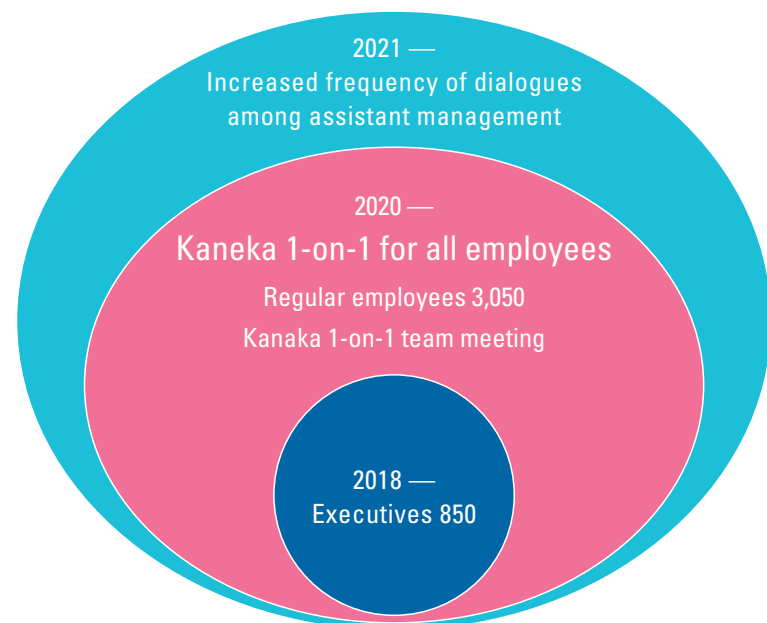 2021 —
Increased frequency of dialogues
among assistant management
2020 —
Kaneka 1-on-1 for all employees
Regular employees 3,050
Kanaka 1-on-1 team meeting
2018 —
Executives 850